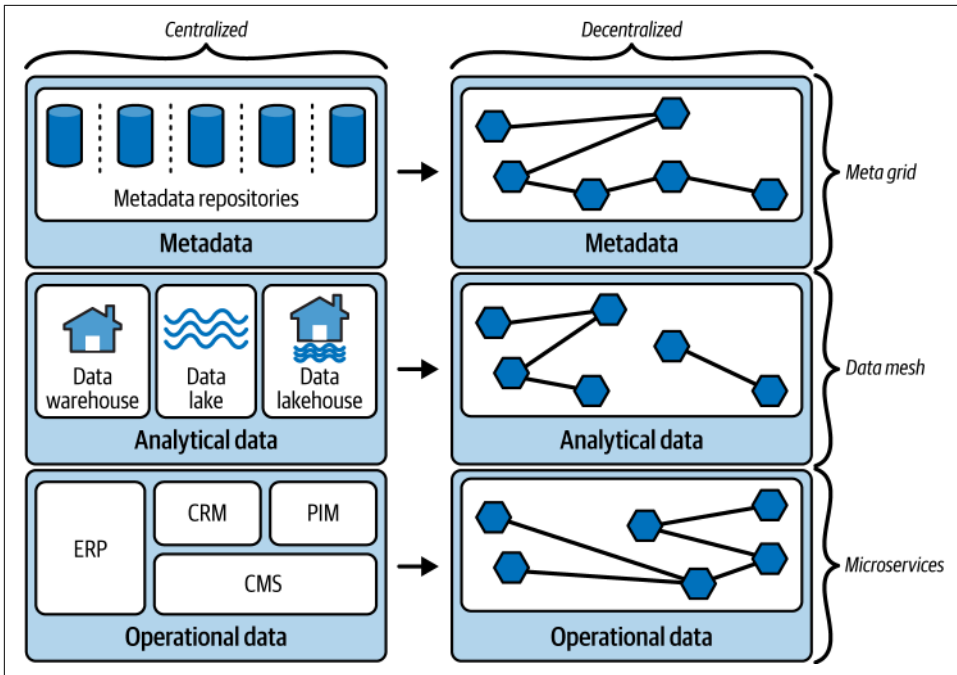 Centralized
Decentralized
Metadata repositories
Metadata
Metadata
Meta grid
Data
warehouse
Data
lake
Data
lakehouse
Analytical data
Analytical data
Data mesh
ERP
CRM
PIM
CMS
Operational data
Operational data
Microservices